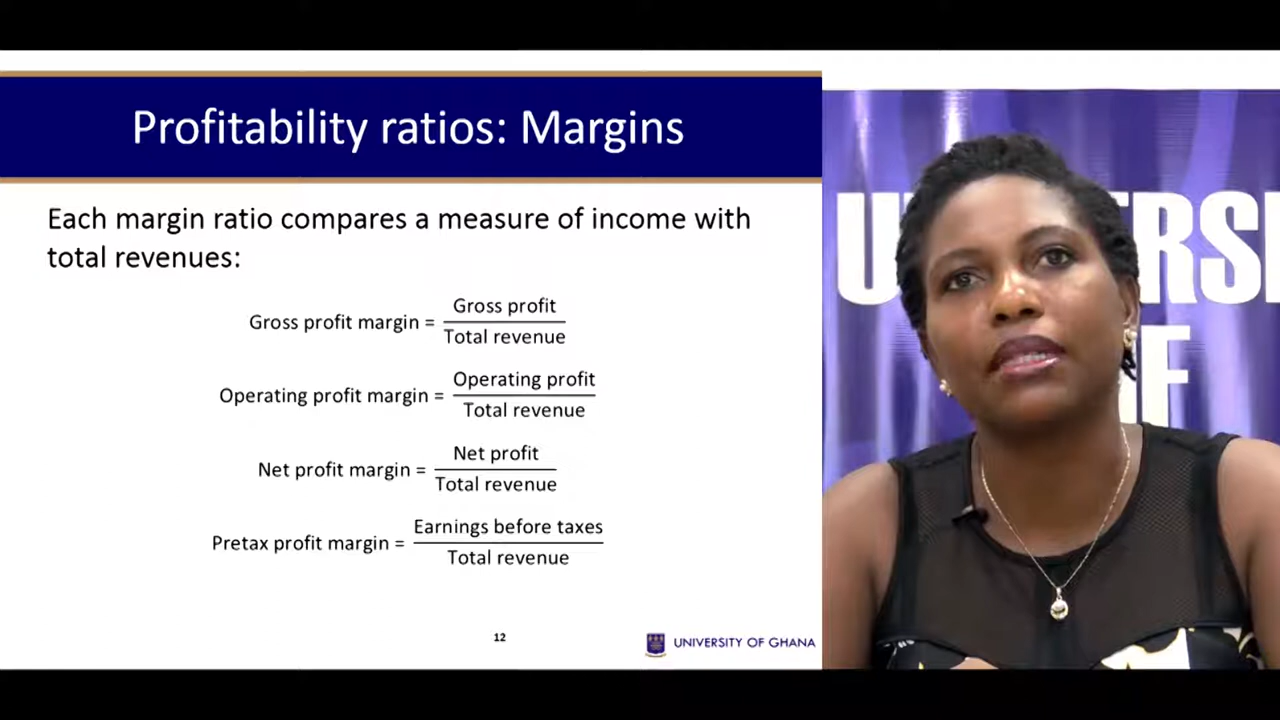 Profitability ratios: Margins
Each margin ratio compares a measure of income with
total revenues:
Gross profit margin = Gross profit
Total revenue
Operating profit margin = Operating profit
Total revenue
Net profit margin = Net profit
Total revenue
Pretax profit margin = Earnings before taxes
Total revenue
12
UNIVERSITY OF GHANA